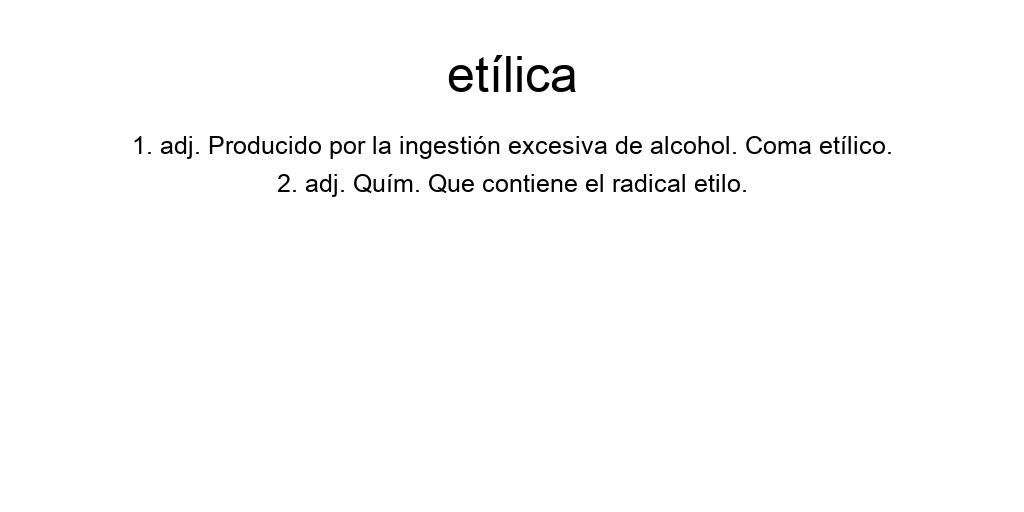 etílica
1. adj. Producido por la ingestión excesiva de alcohol. Coma etílico.
2. adj. Quím. Que contiene el radical etilo.